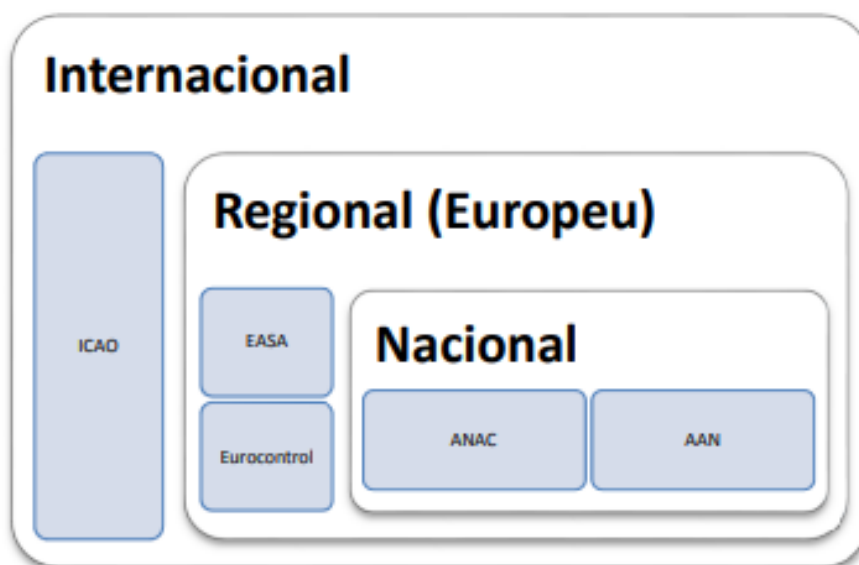 Internacional
Regional (Europeu)
ICAO
EASA
Nacional
Eurocontrol
ANAC
AAN